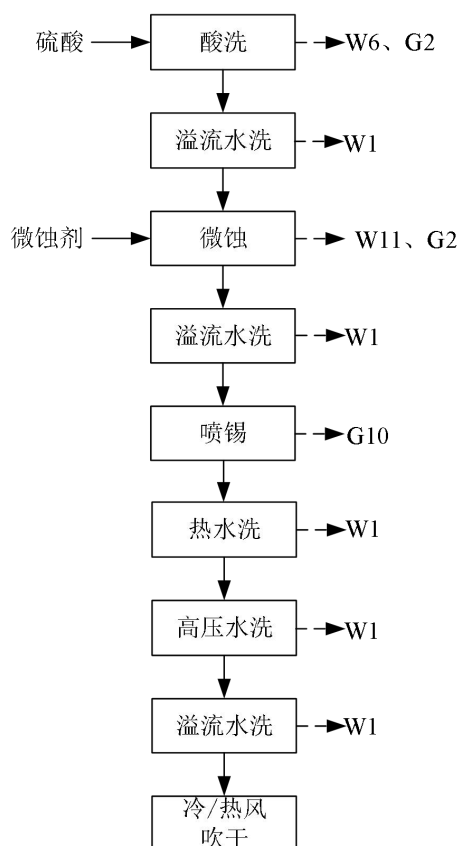 硫酸 酸洗 W6、G2
溢流水洗 W1
微蚀剂 微蚀 W11、G2
溢流水洗 W1
喷锡 G10
热水洗 W1
高压水洗 W1
溢流水洗 W1
冷/热风
吹干